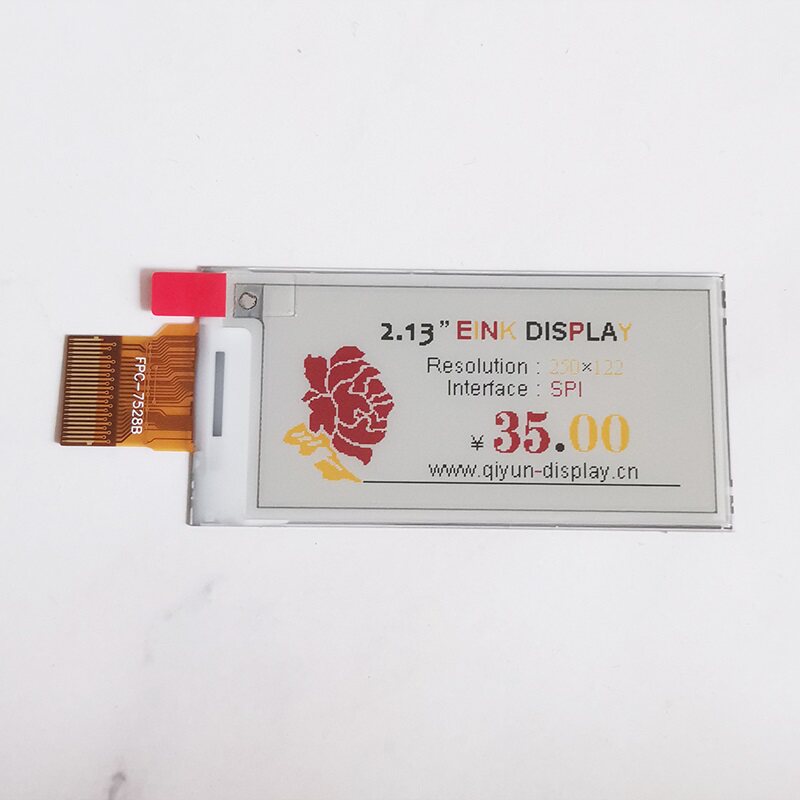 2.13" EINK DISPLAY
Resolution : 250×122
Interface : SPI
¥ 35.00
www.qiyun-display.cn
FPC-7528B